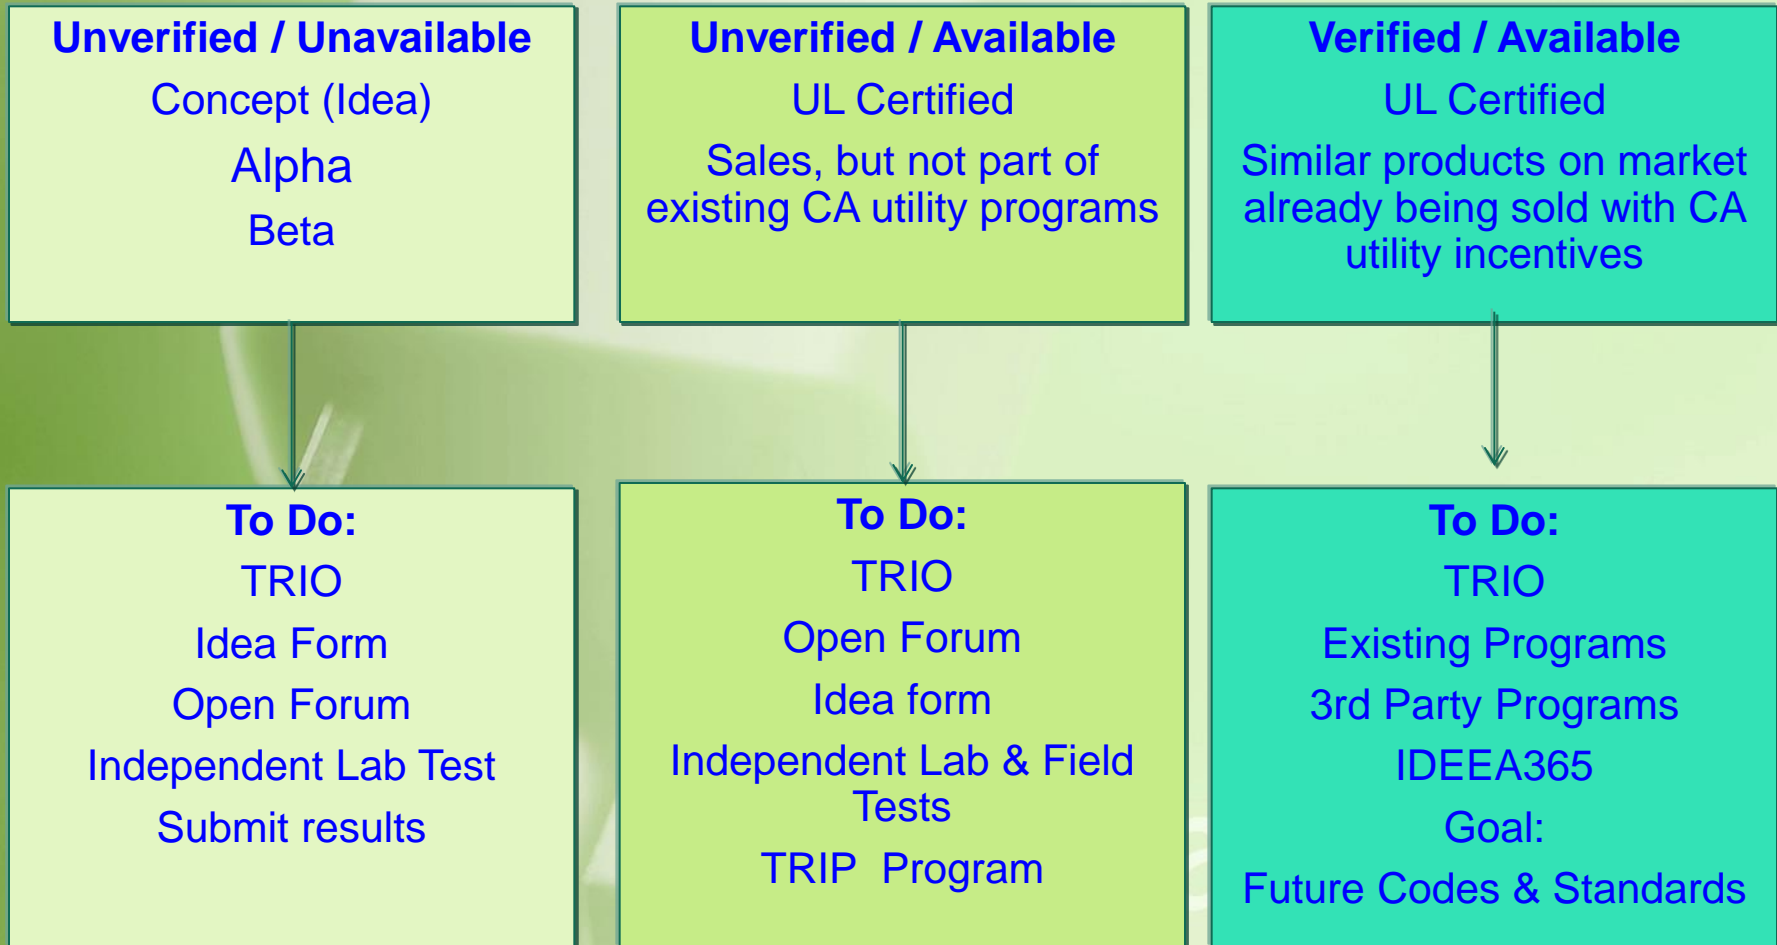 Unverified / Unavailable
Concept (Idea)
Alpha
Beta
Unverified / Available
UL Certified
Sales, but not part of
existing CA utility programs
Verified / Available
UL Certified
Similar products on market
already being sold with CA
utility incentives
To Do:
TRIO
Idea Form
Open Forum
Independent Lab Test
Submit results
To Do:
TRIO
Open Forum
Idea form
Independent Lab & Field
Tests
TRIP  Program
To Do:
TRIO
Existing Programs
3rd Party Programs
IDEEA365
Goal:
Future Codes & Standards